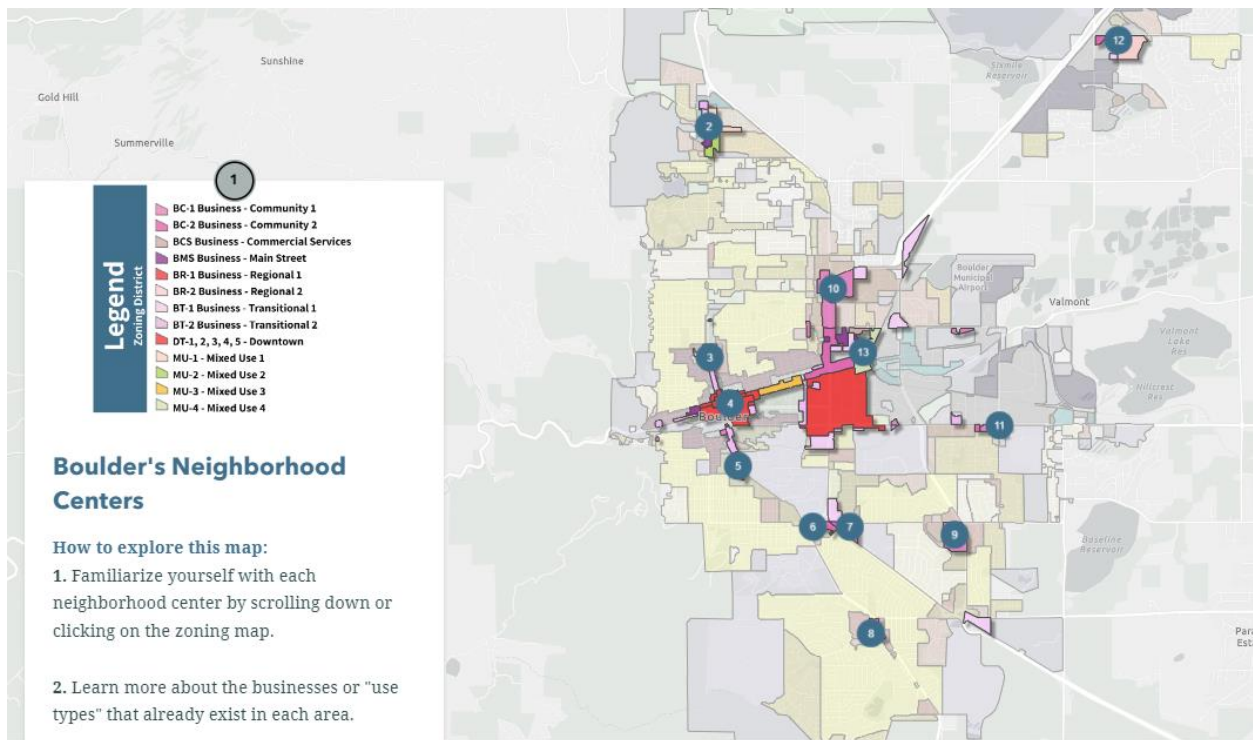 Sunshine
Gold Hill
Summerville
1
Legend
Zoning District
BC-1 Business - Community 1
BC-2 Business - Community 2
BCS Business - Commercial Services
BMS Business - Main Street
BR-1 Business - Regional 1
BR-2 Business - Regional 2
BT-1 Business - Transitional 1
BT-2 Business - Transitional 2
DT-1, 2, 3, 4, 5 - Downtown
MU-1 - Mixed Use 1
MU-2 - Mixed Use 2
MU-3 - Mixed Use 3
MU-4 - Mixed Use 4
Boulder's Neighborhood
Centers
How to explore this map:
1. Familiarize yourself with each
neighborhood center by scrolling down or
clicking on the zoning map.
2. Learn more about the businesses or "use
types" that already exist in each area.
12
Sixmile
Reservoir
2
Boulder
Municipal
Airport
10
Valmont
Valmont
Lake
Res
13
3
Hillcrest
Res
4
Boulder
11
5
6
7
9
Baseline
Reservoir
8
Para
Est